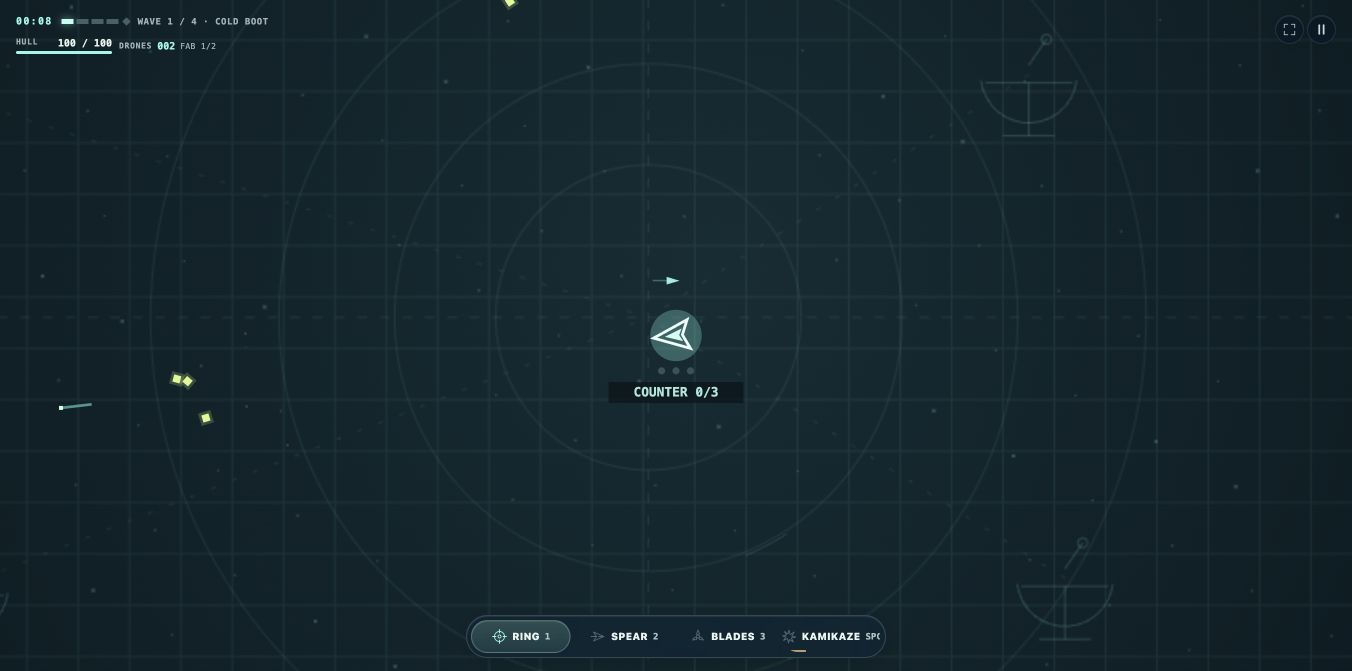 00:08 WAVE 1 / 4 · COLD BOOT
HULL 100 / 100 DRONES 002 FAB 1/2
COUNTER 0/3
RING 1 SPEAR 2 BLADES 3 KAMIKAZE